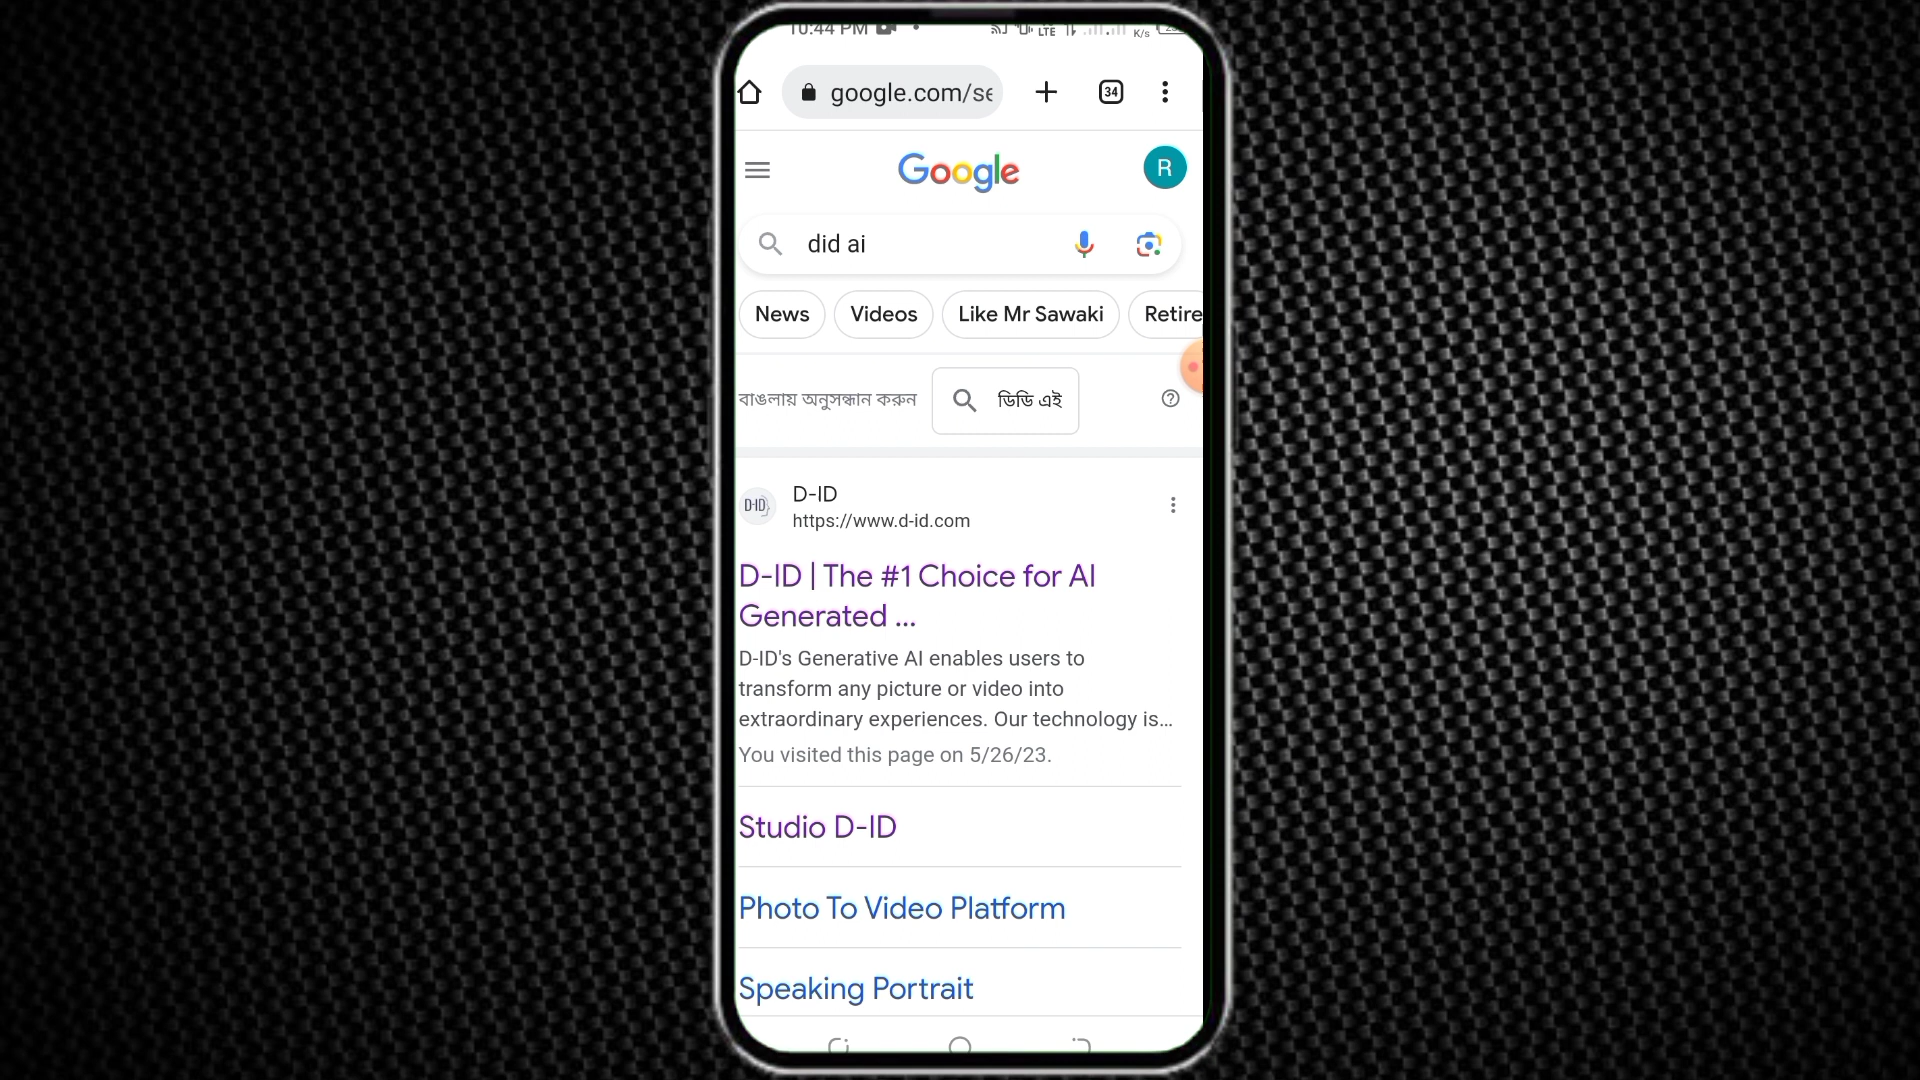 10:44 PM LTE K/s
google.com/se
34
Google
R
did ai
News Videos Like Mr Sawaki Retire
বাঙলায় অনুসন্ধান করুন ডিডি এই
D-ID
D-ID
https://www.d-id.com
D-ID | The #1 Choice for AI
Generated ...
D-ID's Generative AI enables users to
transform any picture or video into
extraordinary experiences. Our technology is...
You visited this page on 5/26/23.
Studio D-ID
Photo To Video Platform
Speaking Portrait